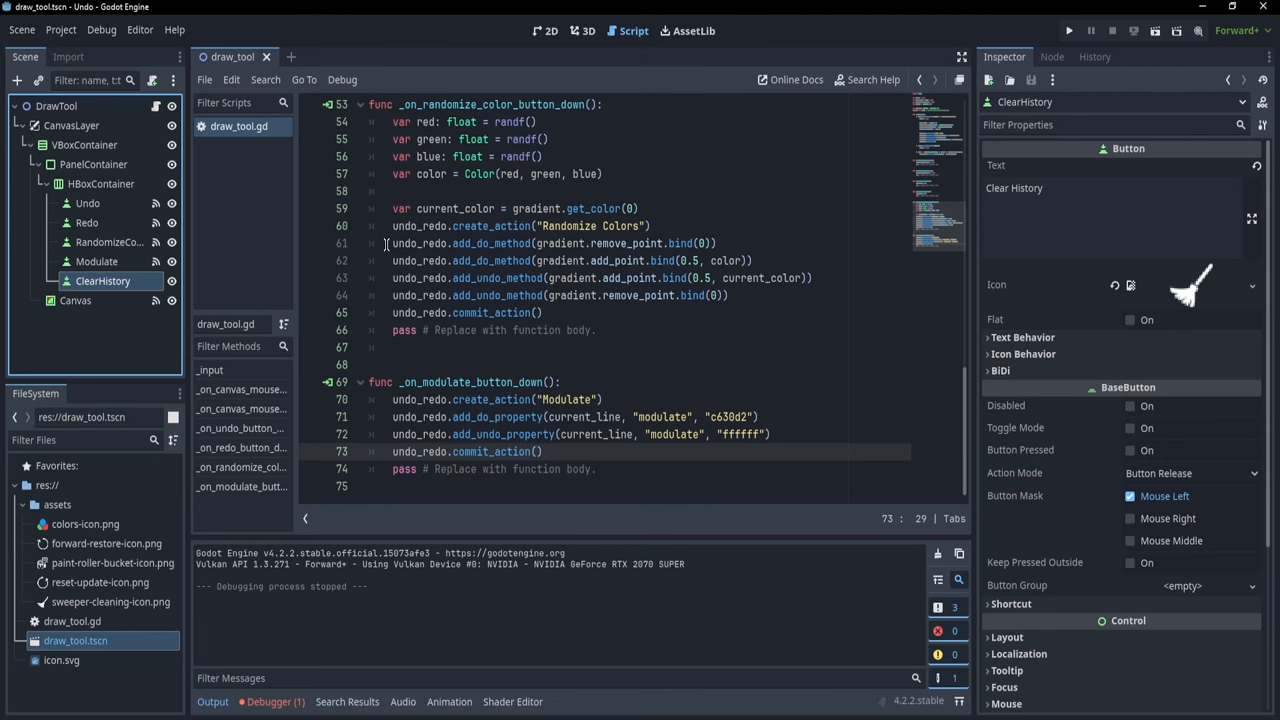 draw_tool.tscn - Undo - Godot Engine
Scene Project Debug Editor Help
2D 3D Script AssetLib
Forward+
Scene Import
Filter: name, t:t
DrawTool
CanvasLayer
VBoxContainer
PanelContainer
HBoxContainer
Undo
Redo
RandomizeCo...
Modulate
ClearHistory
Canvas
FileSystem
res://draw_tool.tscn
Filter Files
Favorites:
res://
assets
colors-icon.png
forward-restore-icon.png
paint-roller-bucket-icon.png
reset-update-icon.png
sweeper-cleaning-icon.png
draw_tool.gd
draw_tool.tscn
icon.svg
draw_tool
File Edit Search Go To Debug
Online Docs Search Help
Filter Scripts
draw_tool.gd
draw_tool.gd
Filter Methods
_input
_on_canvas_mouse...
_on_canvas_mouse...
_on_undo_button_...
_on_redo_button_d...
_on_randomize_col...
_on_modulate_butt...
53 func _on_randomize_color_button_down():
54 var red: float = randf()
55 var green: float = randf()
56 var blue: float = randf()
57 var color = Color(red, green, blue)
58
59 var current_color = gradient.get_color(0)
60 undo_redo.create_action("Randomize Colors")
61 undo_redo.add_do_method(gradient.remove_point.bind(0))
62 undo_redo.add_do_method(gradient.add_point.bind(0.5, color))
63 undo_redo.add_undo_method(gradient.add_point.bind(0.5, current_color))
64 undo_redo.add_undo_method(gradient.remove_point.bind(0))
65 undo_redo.commit_action()
66 pass # Replace with function body.
67
68
69 func _on_modulate_button_down():
70 undo_redo.create_action("Modulate")
71 undo_redo.add_do_property(current_line, "modulate", "c630d2")
72 undo_redo.add_undo_property(current_line, "modulate", "ffffff")
73 undo_redo.commit_action()
74 pass # Replace with function body.
75
73 : 29 | Tabs
Godot Engine v4.2.2.stable.official.15073afe3 - https://godotengine.org
Vulkan API 1.3.271 - Forward+ - Using Vulkan Device #0: NVIDIA - NVIDIA GeForce RTX 2070 SUPER
--- Debugging process stopped ---
3
0
0
1
Filter Messages
Output Debugger (1) Search Results Audio Animation Shader Editor
4.2.2.stable
Inspector Node History
ClearHistory
Filter Properties
Button
Text
Clear History
Icon
Flat On
Text Behavior
Icon Behavior
BiDi
BaseButton
Disabled On
Toggle Mode On
Button Pressed On
Action Mode Button Release
Button Mask Mouse Left
Mouse Right
Mouse Middle
Keep Pressed Outside On
Button Group <empty>
Shortcut
Control
Layout
Localization
Tooltip
Focus
Mouse